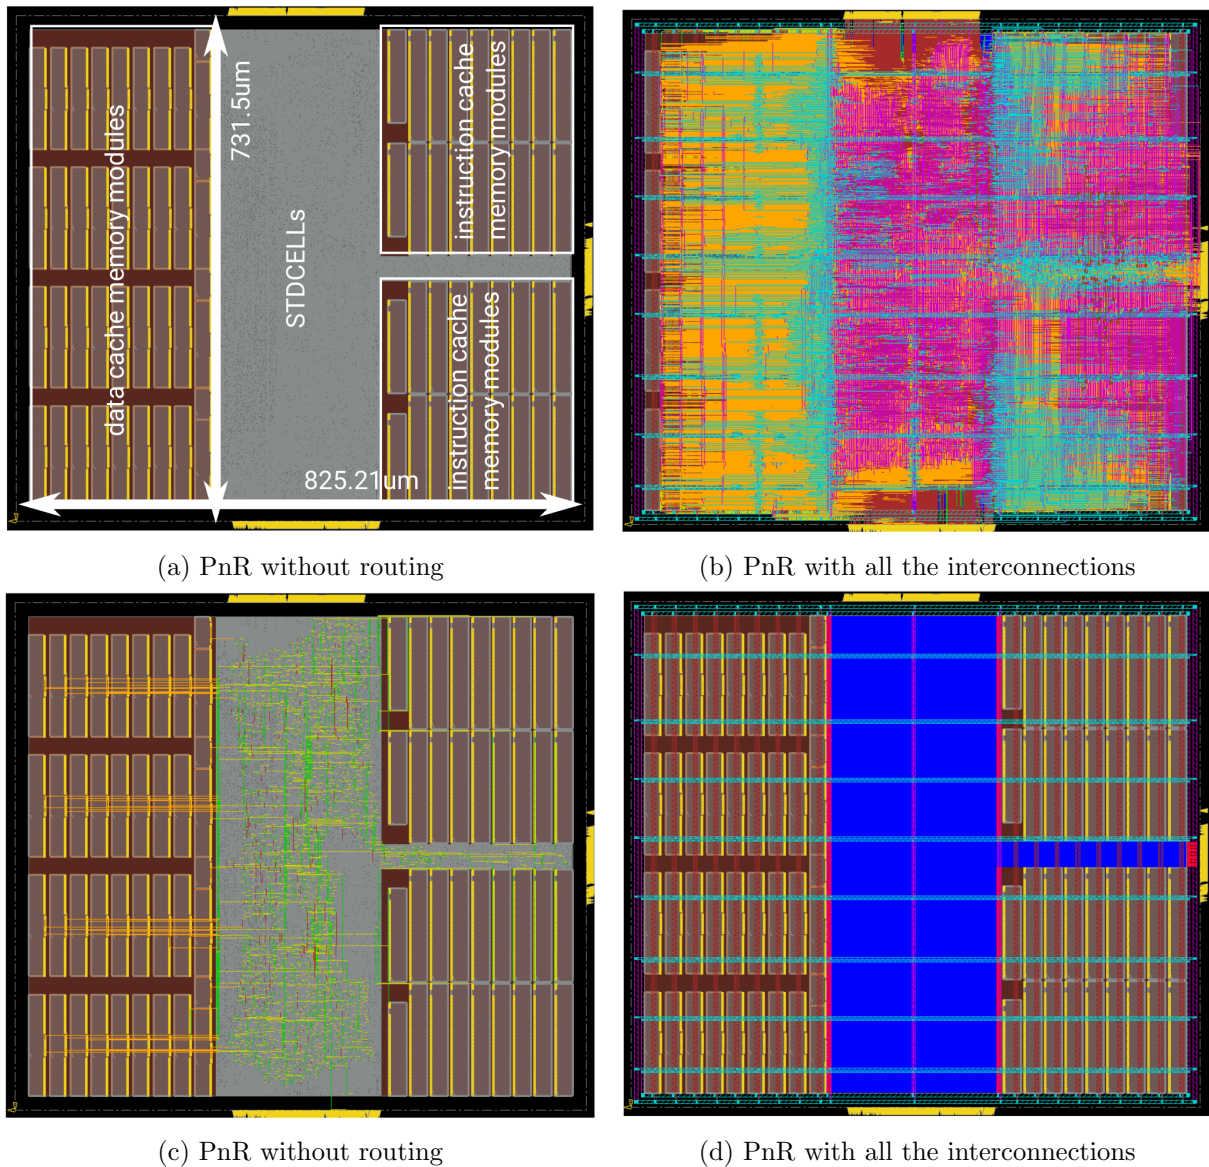 data cache memory modules
731.5um
STDCELLs
instruction cache
memory modules
instruction cache
memory modules
825.21um
(a) PnR without routing
(b) PnR with all the interconnections
(c) PnR without routing
(d) PnR with all the interconnections